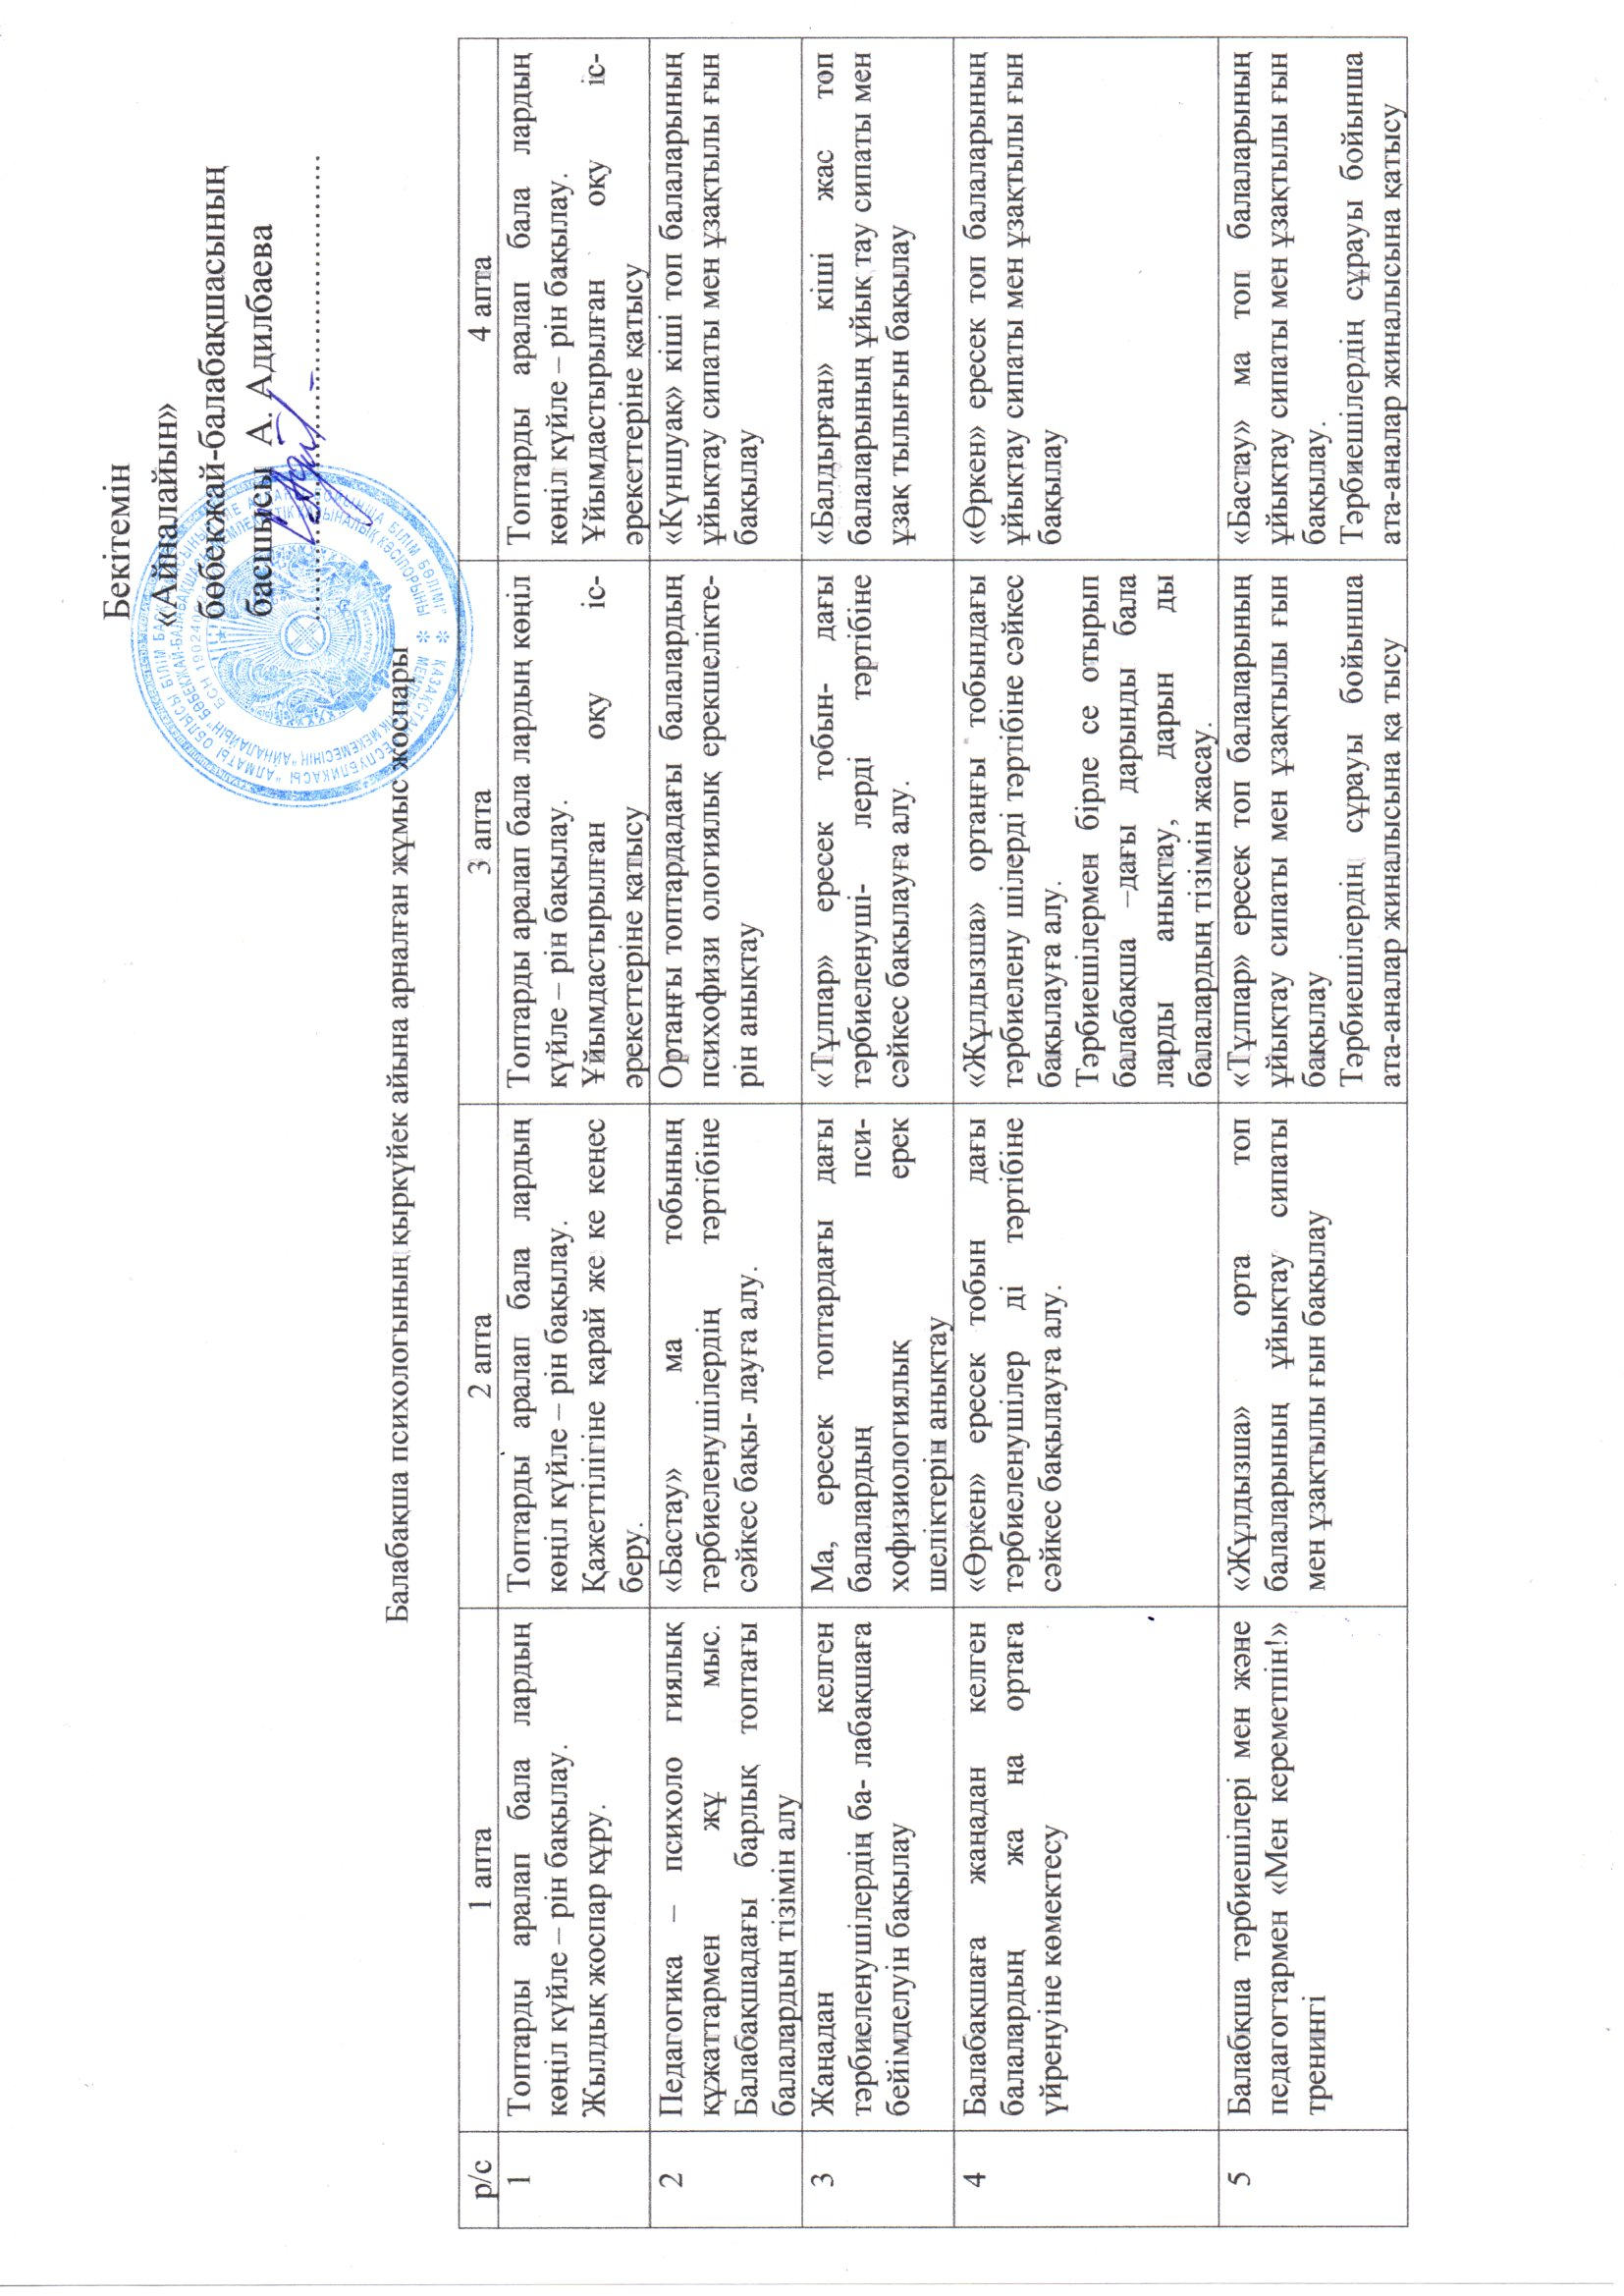 Бекітемін
«Айналайын»
бөбекжай-балабақшасының
басшысы А. Адилбаева
Балабақша психологының қыркүйек айына арналған жұмыс жоспары
р/с
1 апта
2 апта
3 апта
4 апта
1
Топтарды аралап бала лардың
көңіл күйле – рін бақылау.
Жылдық жоспар құру.
Топтарды аралап бала лардың
көңіл күйле – рін бақылау.
Қажеттілігіне қарай же ке кеңес
беру.
Топтарды аралап бала лардың көңіл
күйле – рін бақылау.
Ұйымдастырылған оқу іс-
әрекеттеріне қатысу
Топтарды аралап бала лардың
көңіл күйле – рін бақылау.
Ұйымдастырылған оқу іс-
әрекеттеріне қатысу
2
Педагогика – психоло гиялық
құжаттармен жұ мыс.
Балабақшадағы барлық топтағы
балалардың тізімін алу
«Бастау» ма тобының
тәрбиеленушілердің тәртібіне
сәйкес бақы- лауға алу.
Ортаңғы топтардадағы балалардың
психофизи ологиялық ерекшелікте-
рін анықтау
«Күншуақ» кіші топ балаларының
ұйықтау сипаты мен ұзақтылы ғын
бақылау
3
Жаңадан келген
тәрбиеленушілердің ба- лабақшаға
бейімделуін бақылау
Ма, ересек топтардағы дағы
балалардың пси-
хофизиологиялық ерек
шеліктерін анықтау
«Тұлпар» ересек тобын- дағы
тәрбиеленуші- лерді тәртібіне
сәйкес бақылауға алу.
«Балдырған» кіші жас топ
балаларының ұйық тау сипаты мен
ұзақ тылығын бақылау
4
Балабақшаға жаңадан келген
балалардың жа ңа ортаға
үйренуіне көмектесу
«Өркен» ересек тобын дағы
тәрбиеленушілер ді тәртібіне
сәйкес бақылауға алу.
«Жұлдызша» ортаңғы тобындағы
тәрбиелену шілерді тәртібіне сәйкес
бақылауға алу.
Тәрбиешілермен бірле се отырып
балабақша –дағы дарынды бала
ларды анықтау, дарын ды
балалардың тізімін жасау.
«Өркен» ересек топ балаларының
ұйықтау сипаты мен ұзақтылы ғын
бақылау
5
Балабқша тәрбиешілері мен және
педагогтармен «Мен кереметпін!»
тренингі
«Жұлдызша» орта топ
балаларының ұйықтау сипаты
мен ұзақтылы ғын бақылау
«Тұлпар» ересек топ балаларының
ұйықтау сипаты мен ұзақтылы ғын
бақылау
Тәрбиешілердің сұрауы бойынша
ата-аналар жиналысына қа тысу
«Бастау» ма топ балаларының
ұйықтау сипаты мен ұзақтылы ғын
бақылау.
Тәрбиешілердің сұрауы бойынша
ата-аналар жиналысына қатысу